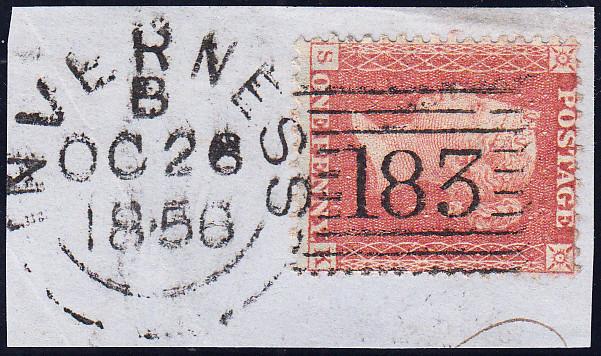 INVERNESS
B
OC 26
1856
183
POSTAGE
ONE PENNY
S K